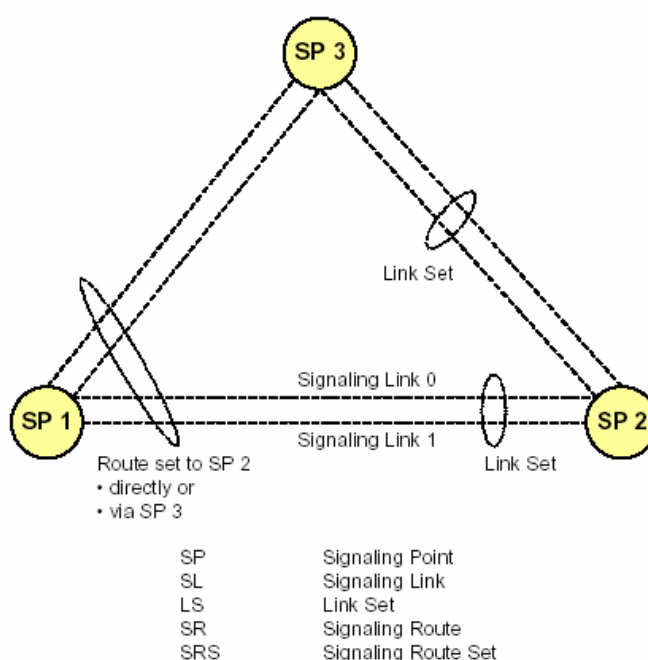 SP 3
Link Set
Signaling Link 0
SP 1
SP 2
Signaling Link 1
Link Set
Route set to SP 2
• directly or
• via SP 3
SP Signaling Point
SL Signaling Link
LS Link Set
SR Signaling Route
SRS Signaling Route Set